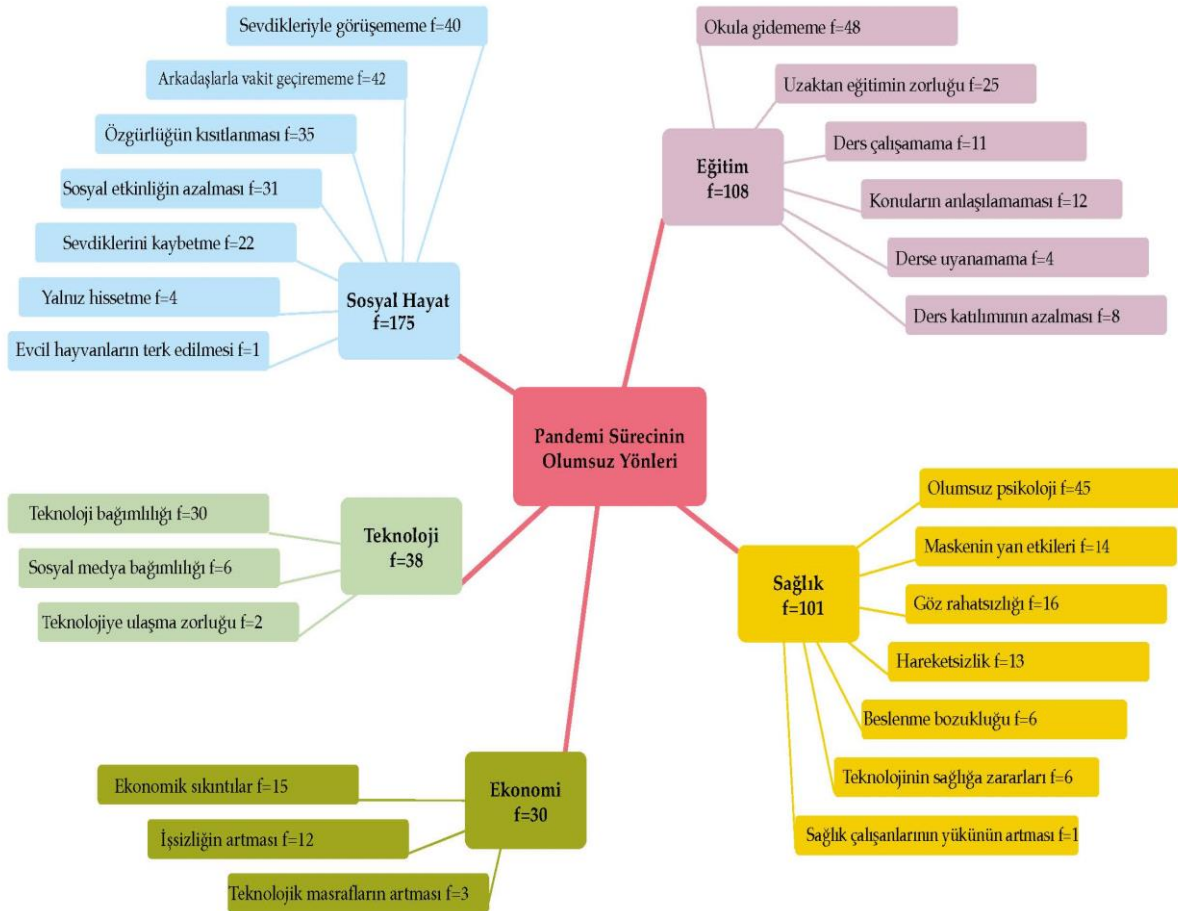 Sevdikleriyle görüşememe f=40
Arkadaşlarla vakit geçirememe f=42
Özgürlüğün kısıtlanması f=35
Sosyal etkinliğin azalması f=31
Sevdiklerini kaybetme f=22
Yalnız hissetme f=4
Evcil hayvanların terk edilmesi f=1
Sosyal Hayat
f=175
Okula gidememe f=48
Uzaktan eğitimin zorluğu f=25
Ders çalışamama f=11
Konuların anlaşılamaması f=12
Derse uyanamama f=4
Ders katılımının azalması f=8
Eğitim
f=108
Pandemi Sürecinin
Olumsuz Yönleri
Teknoloji bağımlılığı f=30
Sosyal medya bağımlılığı f=6
Teknolojiye ulaşma zorluğu f=2
Teknoloji
f=38
Olumsuz psikoloji f=45
Maskenin yan etkileri f=14
Göz rahatsızlığı f=16
Hareketsizlik f=13
Beslenme bozukluğu f=6
Teknolojinin sağlığa zararları f=6
Sağlık çalışanlarının yükünün artması f=1
Sağlık
f=101
Ekonomik sıkıntılar f=15
İşsizliğin artması f=12
Teknolojik masrafların artması f=3
Ekonomi
f=30